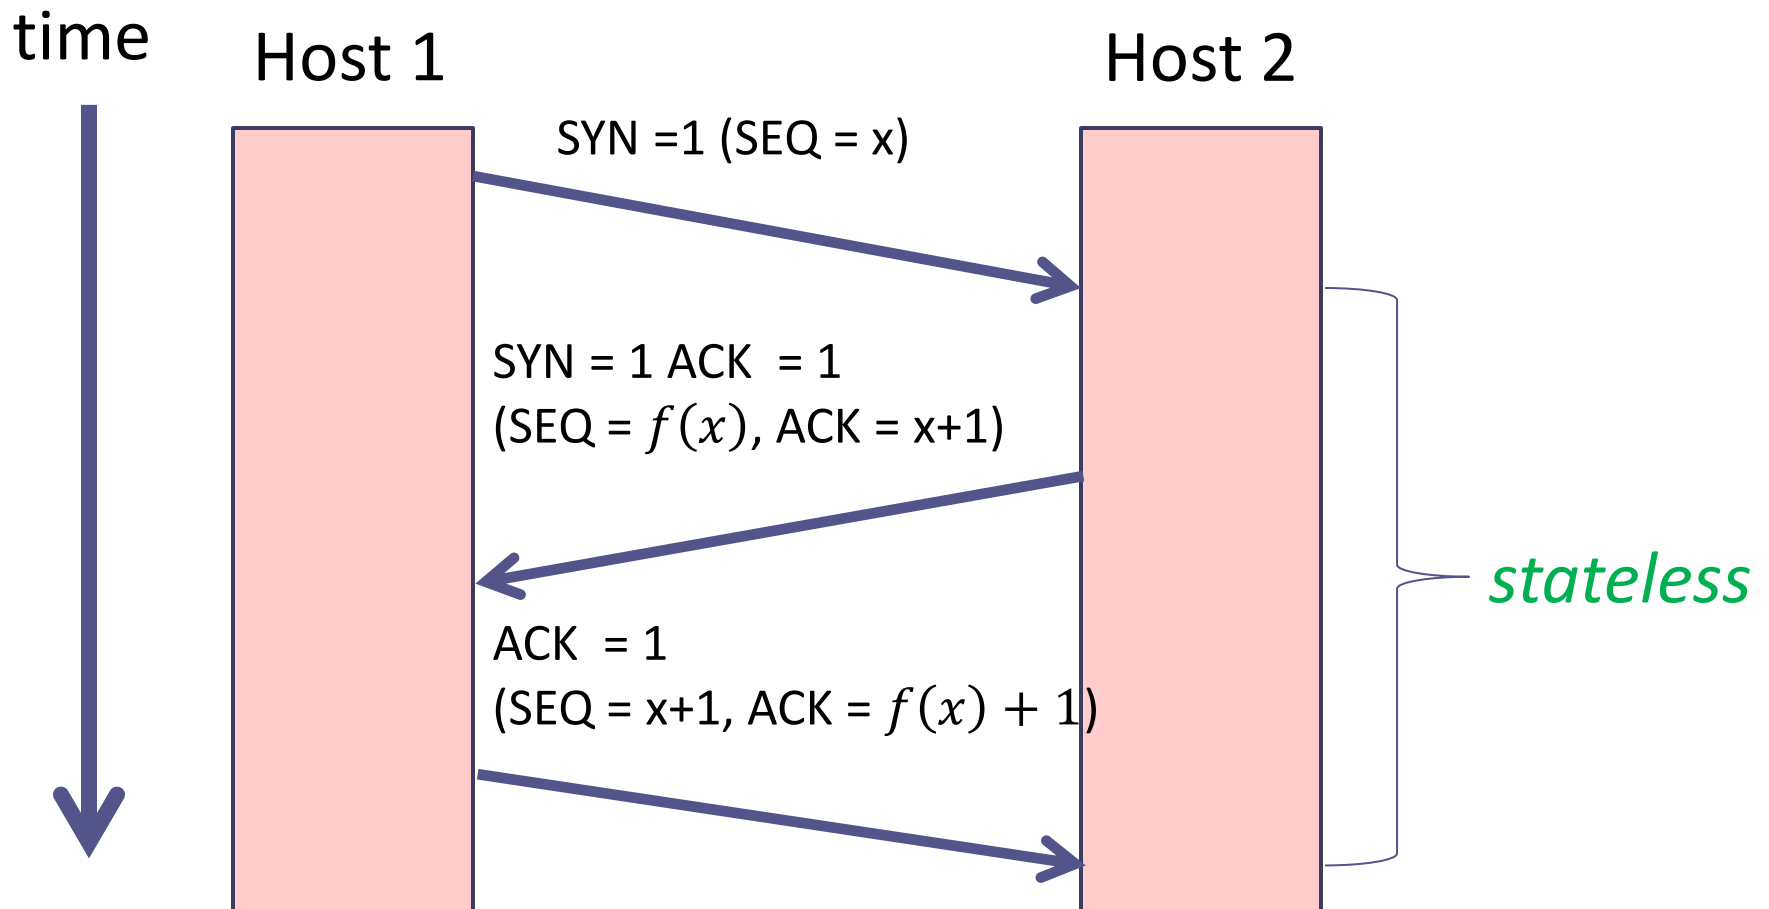 time
Host 1
Host 2
SYN =1 (SEQ = x)
SYN = 1 ACK  = 1
(SEQ = 𝑓(𝑥), ACK = x+1)
stateless
ACK  = 1
(SEQ = x+1, ACK = 𝑓(𝑥) + 1)